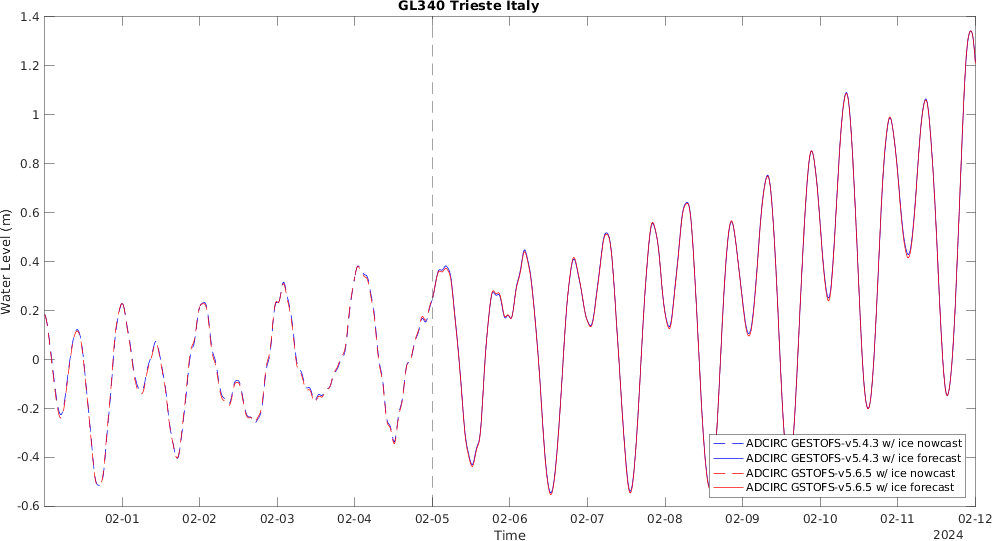 GL340 Trieste Italy
1.4
1.2
1
0.8
0.6
0.4
0.2
0
-0.2
-0.4
-0.6
Water Level (m)
ADCIRC GESTOFS-v5.4.3 w/ ice nowcast
ADCIRC GESTOFS-v5.4.3 w/ ice forecast
ADCIRC GSTOFS-v5.6.5 w/ ice nowcast
ADCIRC GSTOFS-v5.6.5 w/ ice forecast
02-01 02-02 02-03 02-04 02-05 02-06 02-07 02-08 02-09 02-10 02-11 02-12
Time
2024